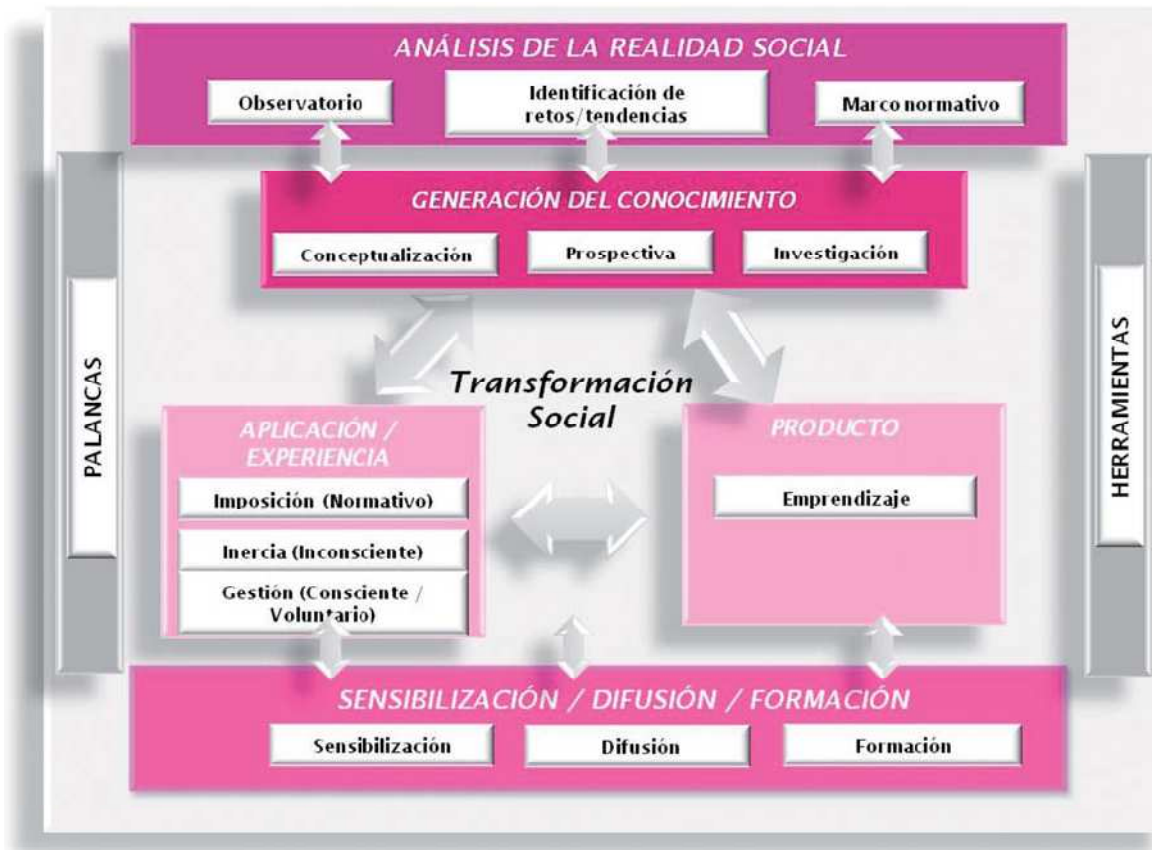 ANÁLISIS DE LA REALIDAD SOCIAL
Observatorio
Identificación de
retos/tendencias
Marco normativo
GENERACIÓN DEL CONOCIMIENTO
Conceptualización
Prospectiva
Investigación
PALANCAS
HERRAMIENTAS
Transformación
Social
APLICACIÓN /
EXPERIENCIA
Imposición (Normativo)
Inercia (Inconsciente)
Gestión (Consciente /
Voluntario)
PRODUCTO
Emprendizaje
SENSIBILIZACIÓN / DIFUSIÓN / FORMACIÓN
Sensibilización
Difusión
Formación